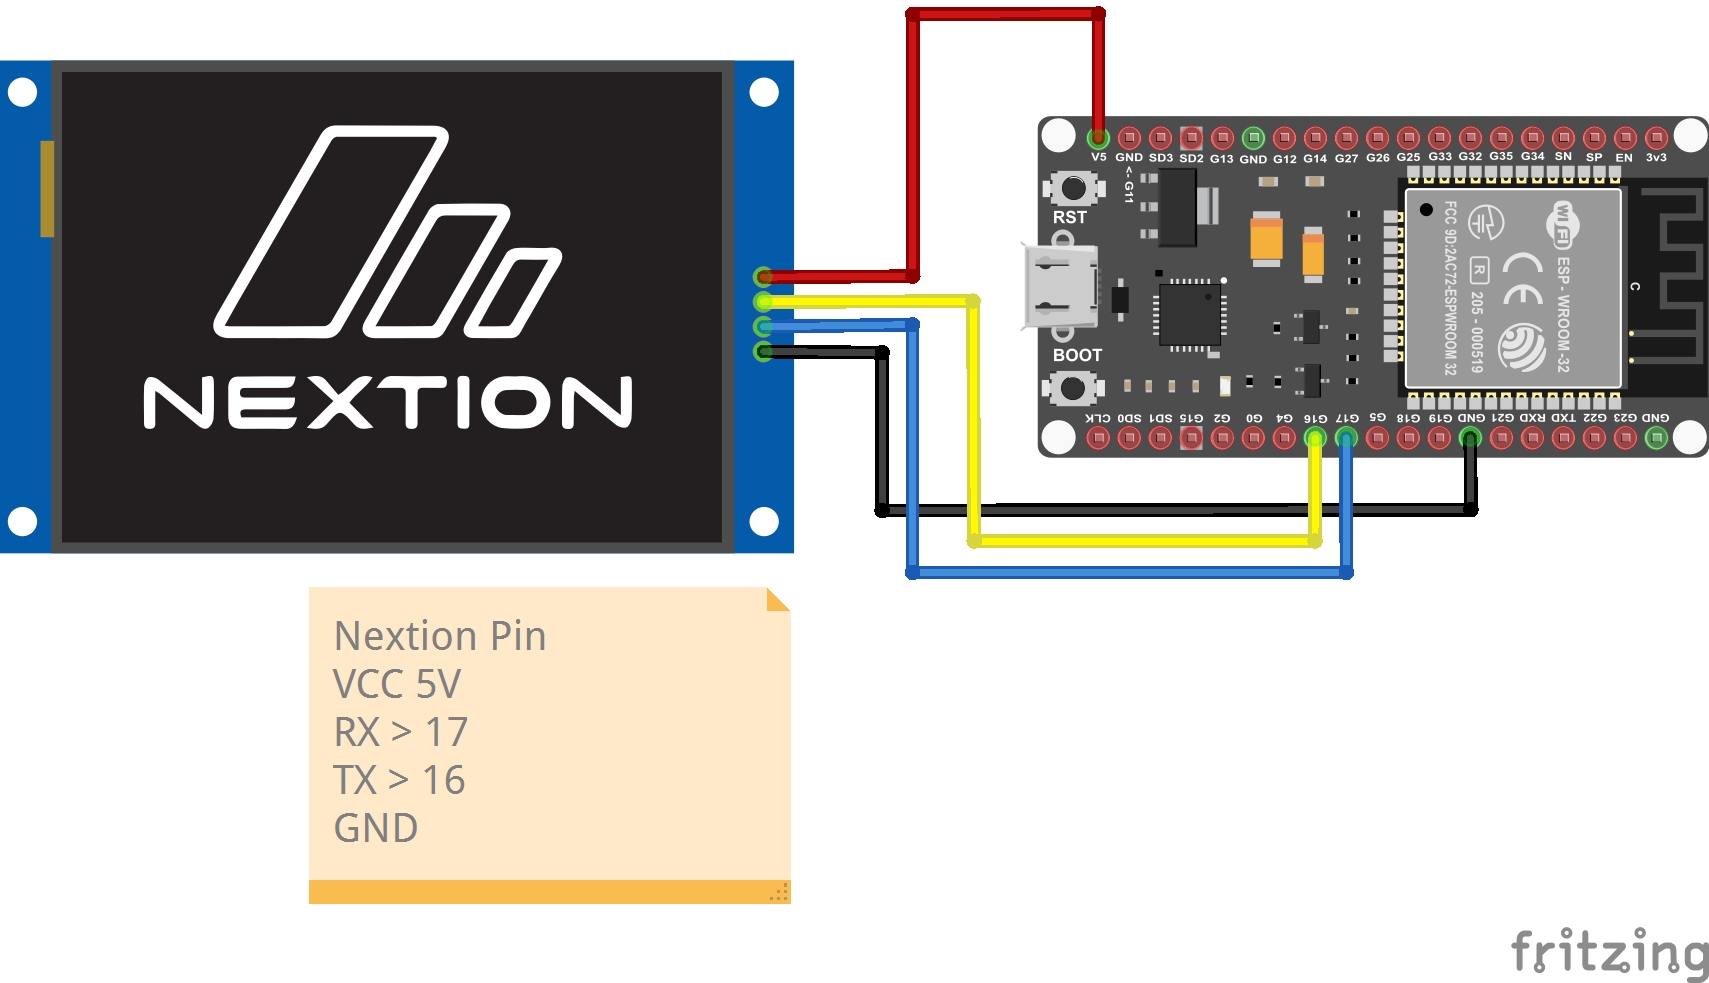 V5 GND SD3 SD2 G13 GND G12 G14 G27 G26 G25 G33 G32 G35 G34 SN SP EN 3v3
<- G11
RST
BOOT
FCC 9D:2AC72-ESPWROOM 32
R
205 - 000519
CE
WiFi
ESP - WROOM -32
C
CLK SD0 SD1 G15 G2 G0 G4 G16 G17 G5 G18 G19 GND G21 RXD TXD G22 G23 GND
NEXTION
Nextion Pin
VCC 5V
RX > 17
TX > 16
GND
fritzing